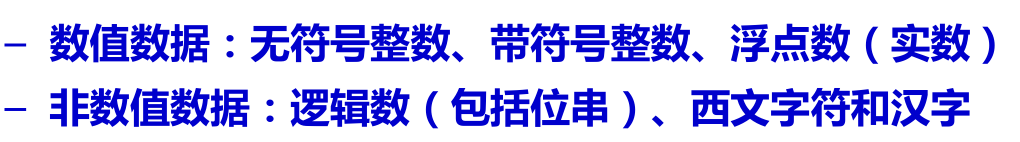 – 数值数据：无符号整数、带符号整数、浮点数（实数）
– 非数值数据：逻辑数（包括位串）、西文字符和汉字